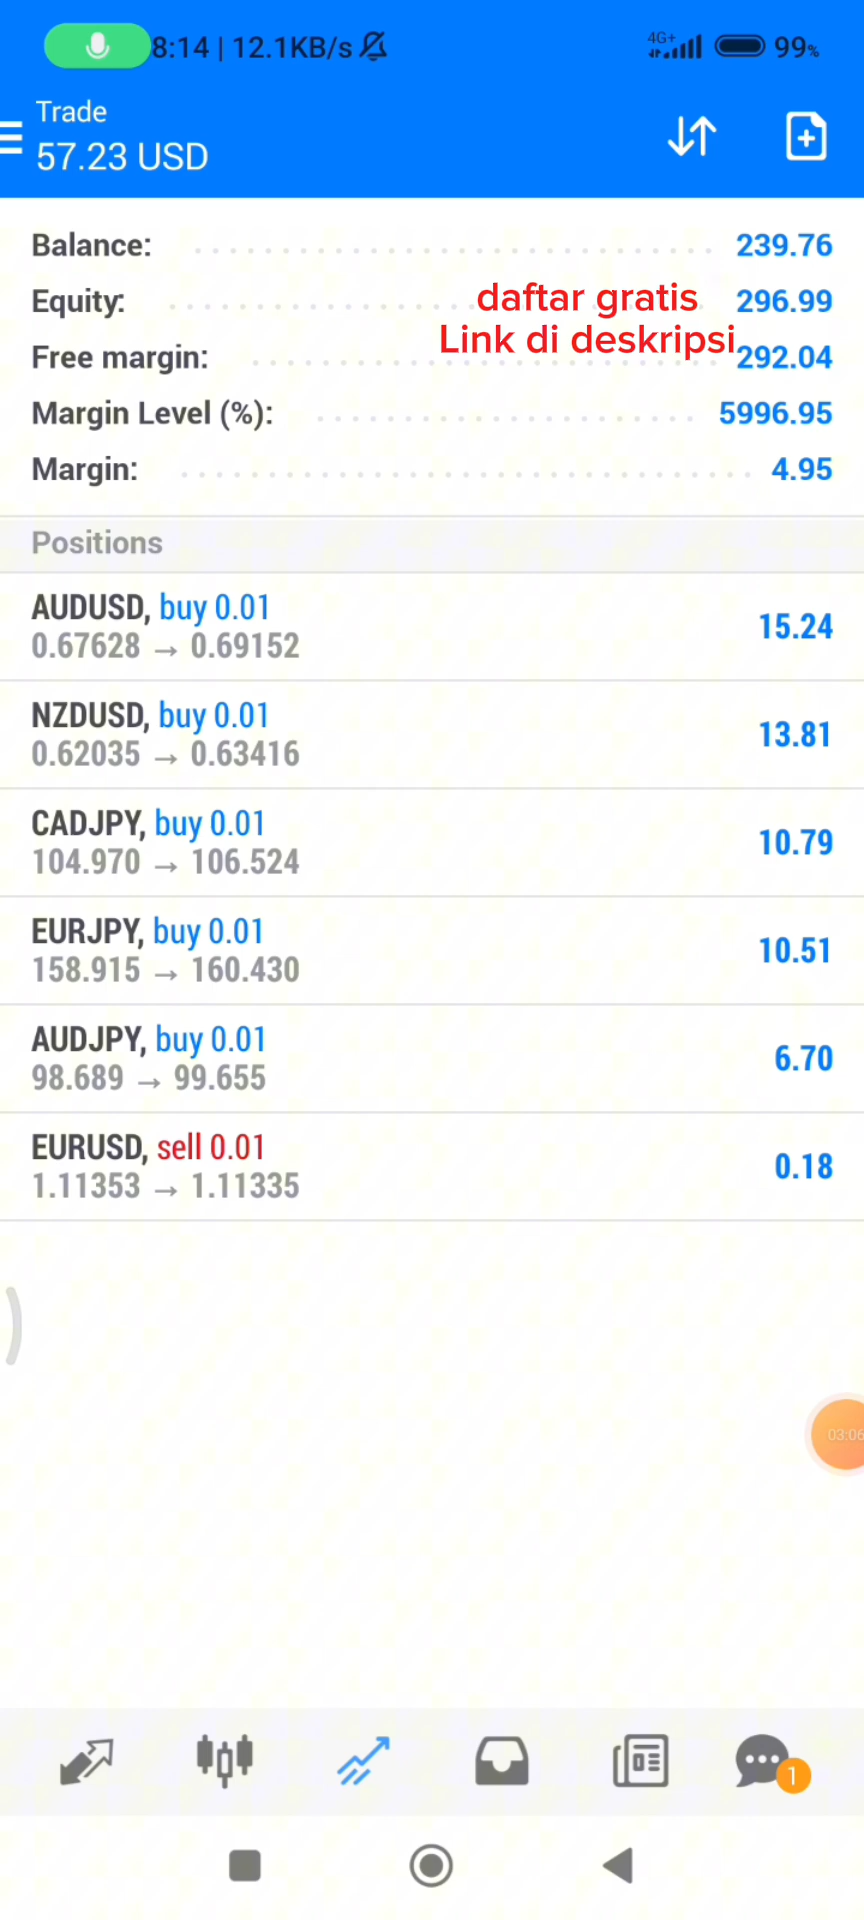 8:14 | 12.1KB/s 4G+ 99%
Trade
57.23 USD
Balance: 239.76
Equity: 296.99
daftar gratis
Link di deskripsi
Free margin: 292.04
Margin Level (%): 5996.95
Margin: 4.95
Positions
AUDUSD, buy 0.01 15.24
0.67628 → 0.69152
NZDUSD, buy 0.01 13.81
0.62035 → 0.63416
CADJPY, buy 0.01 10.79
104.970 → 106.524
EURJPY, buy 0.01 10.51
158.915 → 160.430
AUDJPY, buy 0.01 6.70
98.689 → 99.655
EURUSD, sell 0.01 0.18
1.11353 → 1.11335
03:06
1